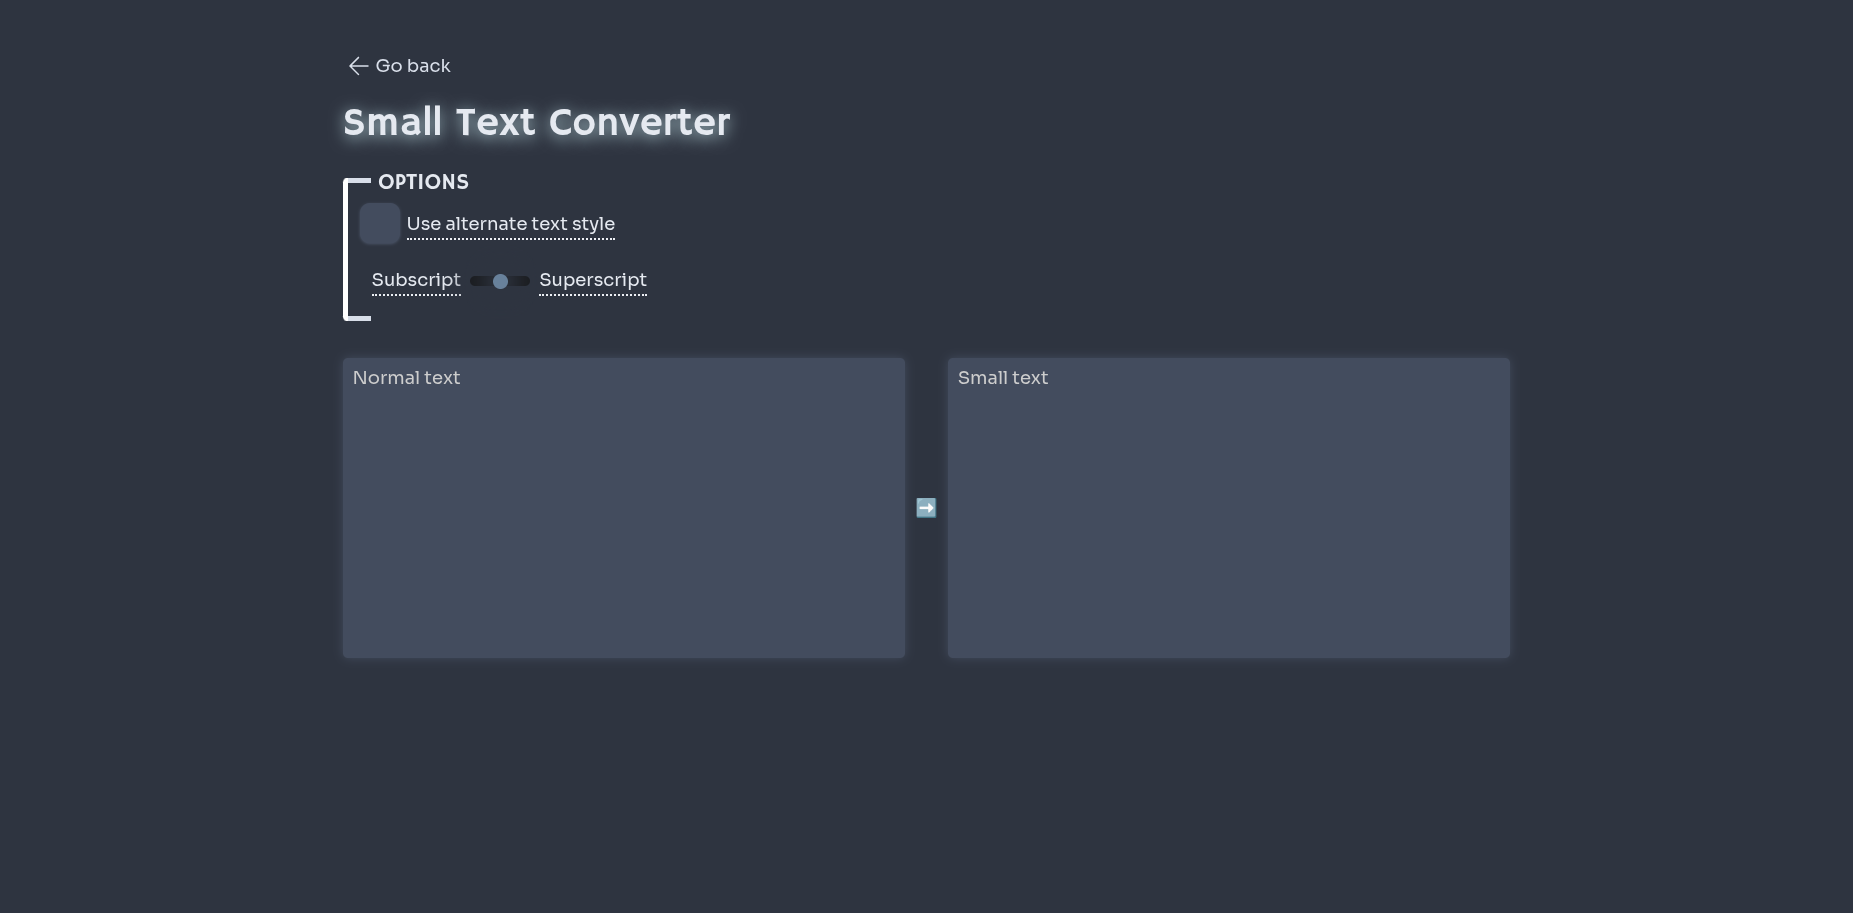 Go back
Small Text Converter
OPTIONS
Use alternate text style
Subscript Superscript
Normal text
Small text